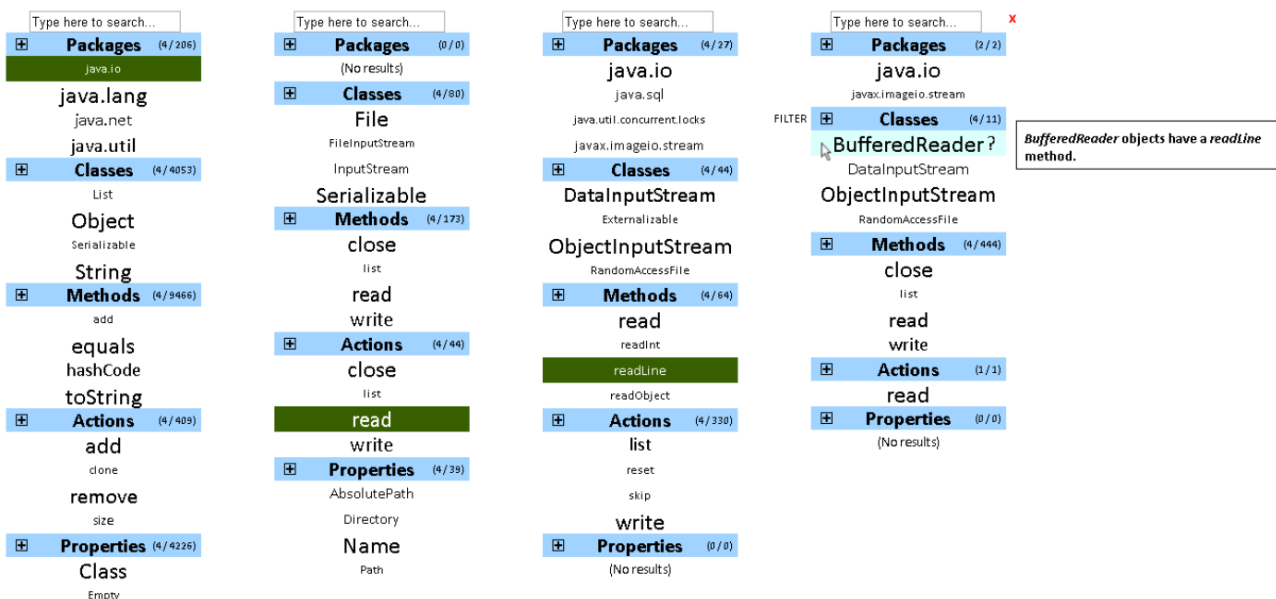 Type here to search...
Packages (4/206)
java.io
java.lang
java.net
java.util
Classes (4/4053)
List
Object
Serializable
String
Methods (4/9466)
add
equals
hashCode
toString
Actions (4/409)
add
clone
remove
size
Properties (4/4226)
Class
Empty
Type here to search...
Packages (0/0)
(No results)
Classes (4/80)
File
FileInputStream
InputStream
Serializable
Methods (4/173)
close
list
read
write
Actions (4/44)
close
list
read
write
Properties (4/39)
AbsolutePath
Directory
Name
Path
Type here to search...
Packages (4/27)
java.io
java.sql
java.util.concurrent.locks
javax.imageio.stream
Classes (4/44)
DataInputStream
Externalizable
ObjectInputStream
RandomAccessFile
Methods (4/64)
read
readInt
readLine
readObject
Actions (4/330)
list
reset
skip
write
Properties (0/0)
(No results)
Type here to search... x
Packages (2/2)
java.io
javax.imageio.stream
FILTER Classes (4/11)
BufferedReader ?
DataInputStream
ObjectInputStream
RandomAccessFile
Methods (4/444)
close
list
read
write
Actions (1/1)
read
Properties (0/0)
(No results)
BufferedReader objects have a readLine
method.